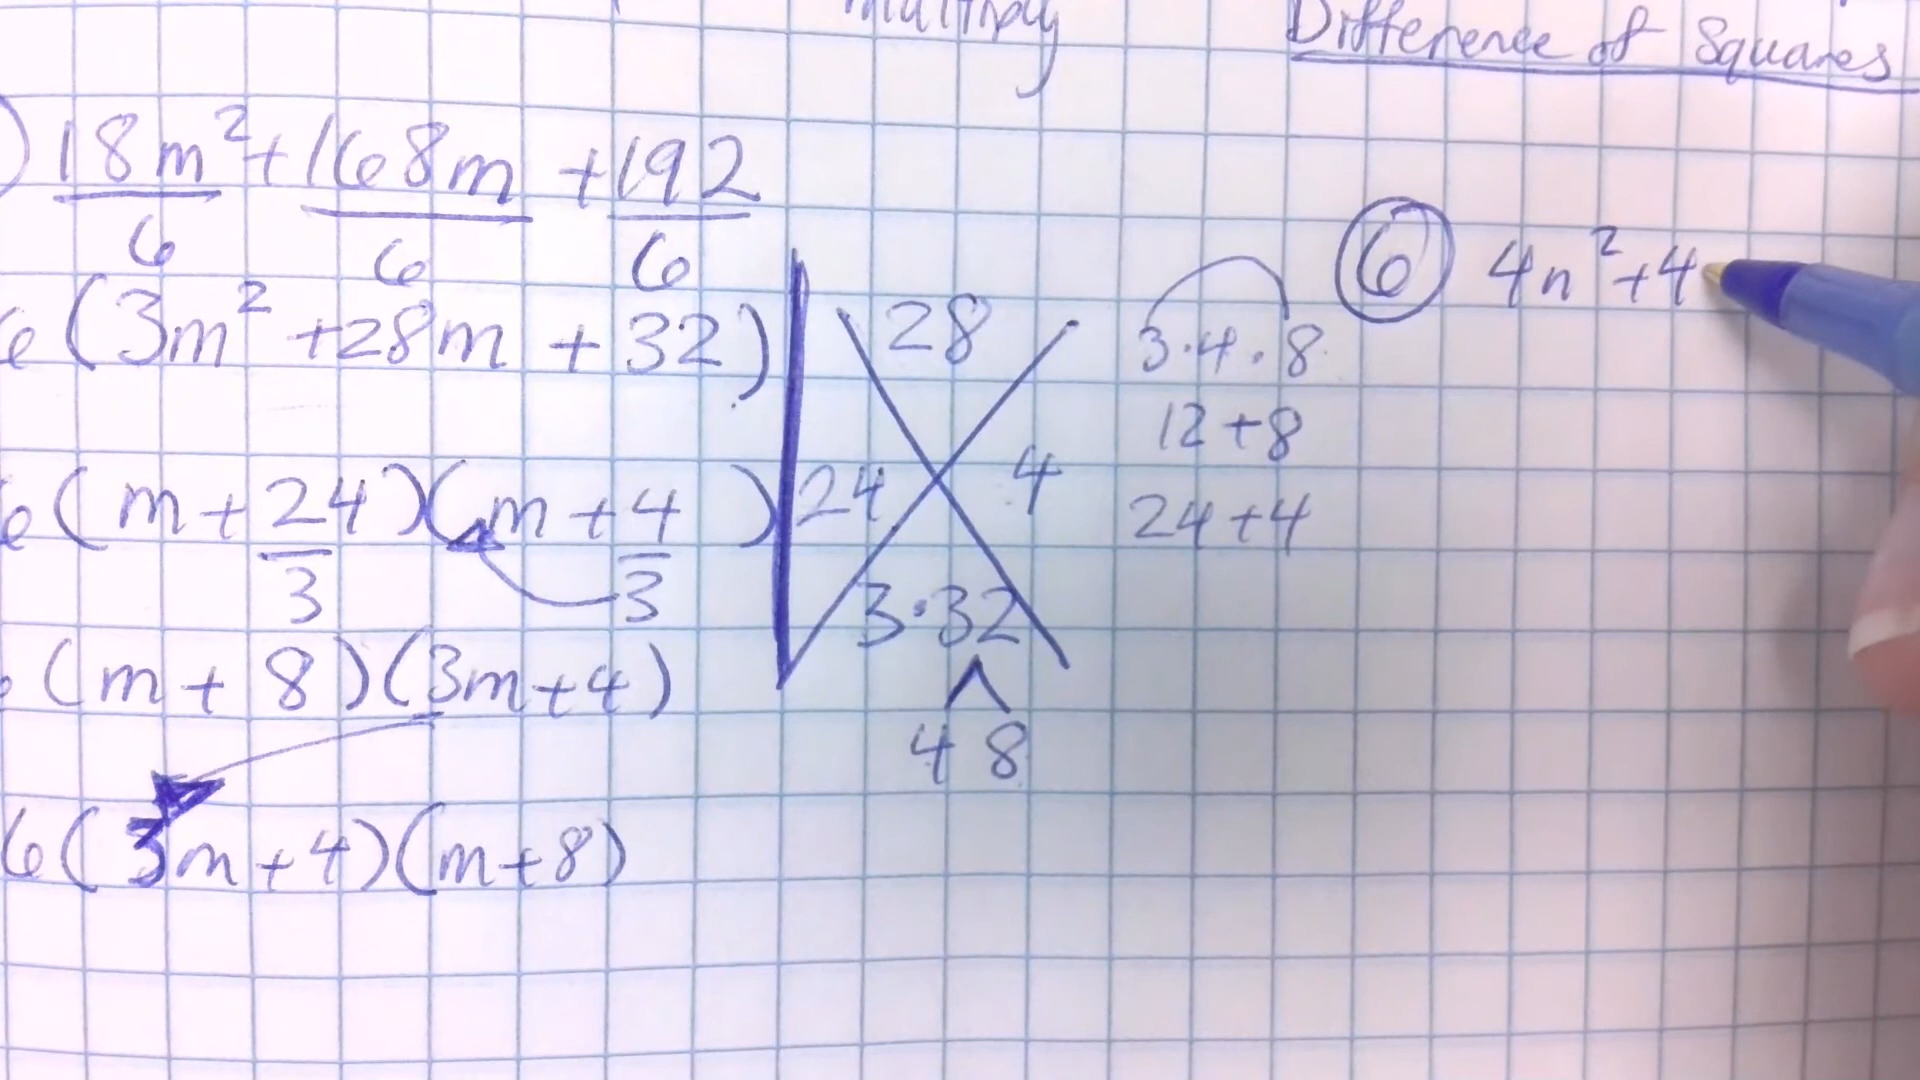 multiply
Difference of Squares
) 18m² + 168m + 192
6 6 6
6(3m² + 28m + 32)
6(m + 24)(m + 4)
3 3
(m + 8)(3m + 4)
6(3m + 4)(m + 8)
28
24 4
3·32
4 8
3·4·8
12+8
24+4
6 4n² + 4